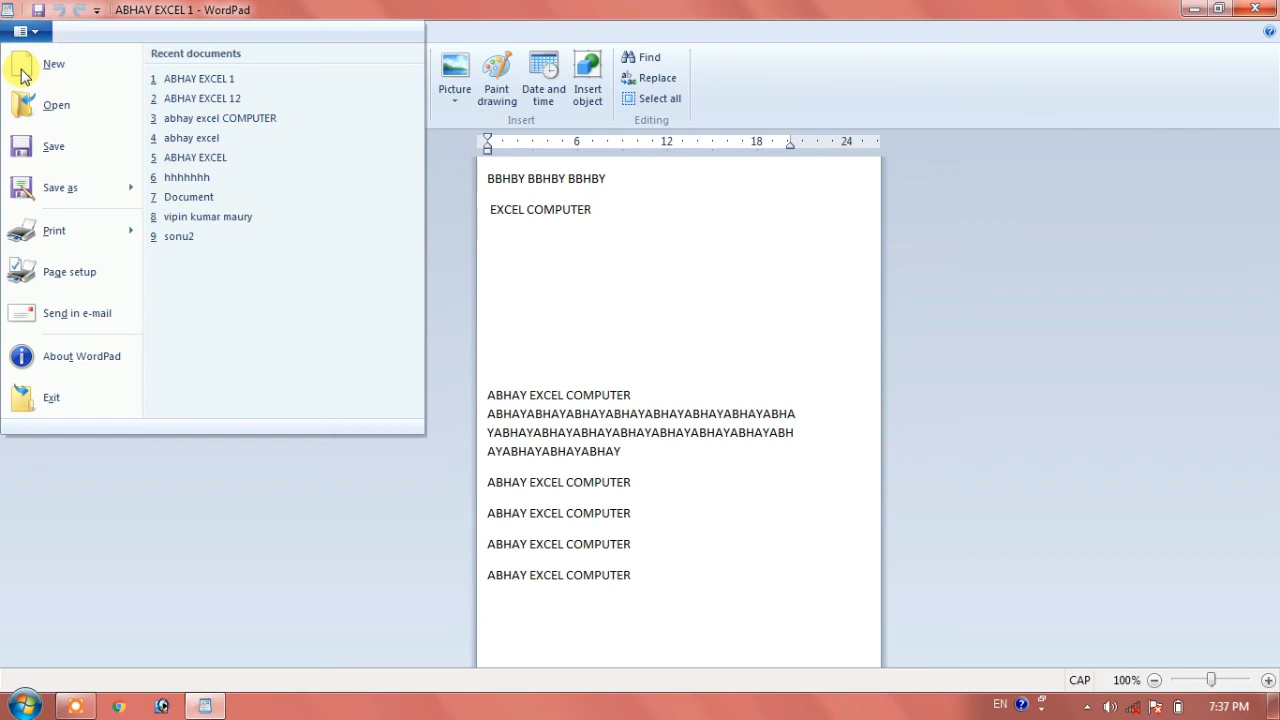 ABHAY EXCEL 1 - WordPad
New
Open
Save
Save as
Print
Page setup
Send in e-mail
About WordPad
Exit
Recent documents
1 ABHAY EXCEL 1
2 ABHAY EXCEL 12
3 abhay excel COMPUTER
4 abhay excel
5 ABHAY EXCEL
6 hhhhhhh
7 Document
8 vipin kumar maury
9 sonu2
Picture
Paint drawing
Date and time
Insert object
Insert
Find
Replace
Select all
Editing
6 12 18 24
BBHBY BBHBY BBHBY
EXCEL COMPUTER
ABHAY EXCEL COMPUTER
ABHAYABHAYABHAYABHAYABHAYABHAYABHAYABHA
YABHAYABHAYABHAYABHAYABHAYABHAYABHAYABH
AYABHAYABHAYABHAY
ABHAY EXCEL COMPUTER
ABHAY EXCEL COMPUTER
ABHAY EXCEL COMPUTER
ABHAY EXCEL COMPUTER
CAP 100%
EN 7:37 PM